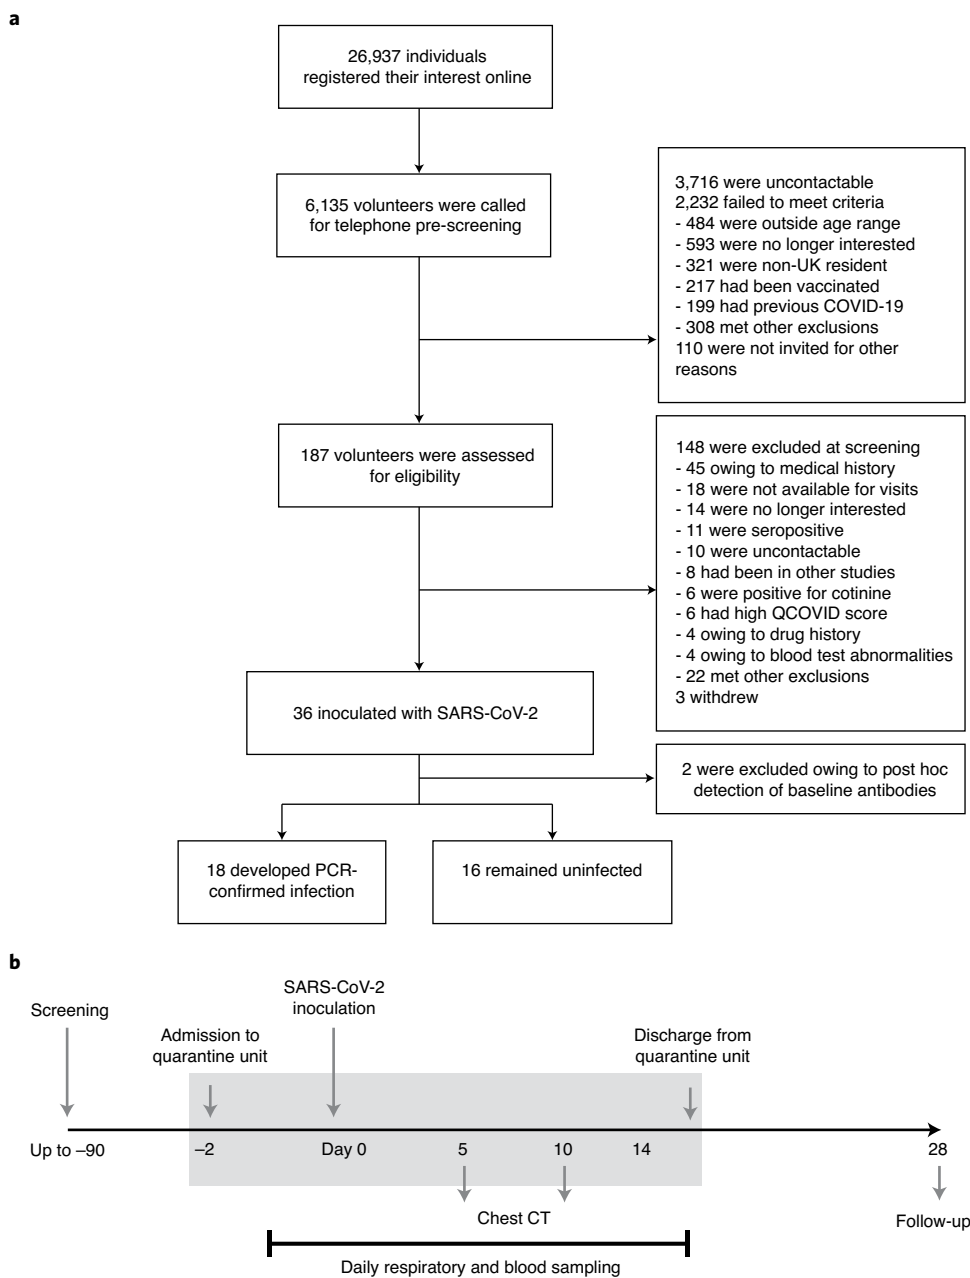 a
26,937 individuals
registered their interest online
6,135 volunteers were called
for telephone pre-screening
3,716 were uncontactable
2,232 failed to meet criteria
- 484 were outside age range
- 593 were no longer interested
- 321 were non-UK resident
- 217 had been vaccinated
- 199 had previous COVID-19
- 308 met other exclusions
110 were not invited for other
reasons
187 volunteers were assessed
for eligibility
148 were excluded at screening
- 45 owing to medical history
- 18 were not available for visits
- 14 were no longer interested
- 11 were seropositive
- 10 were uncontactable
- 8 had been in other studies
- 6 were positive for cotinine
- 6 had high QCOVID score
- 4 owing to drug history
- 4 owing to blood test abnormalities
- 22 met other exclusions
3 withdrew
36 inoculated with SARS-CoV-2
2 were excluded owing to post hoc
detection of baseline antibodies
18 developed PCR-
confirmed infection
16 remained uninfected
b
Screening
Admission to
quarantine unit
SARS-CoV-2
inoculation
Discharge from
quarantine unit
Up to –90
–2
Day 0
5
10
14
28
Chest CT
Follow-up
Daily respiratory and blood sampling